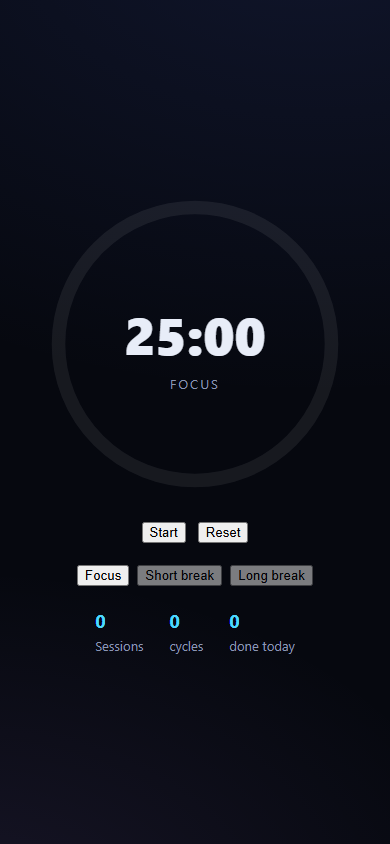 25:00
FOCUS
Start Reset
Focus Short break Long break
0 0 0
Sessions cycles done today